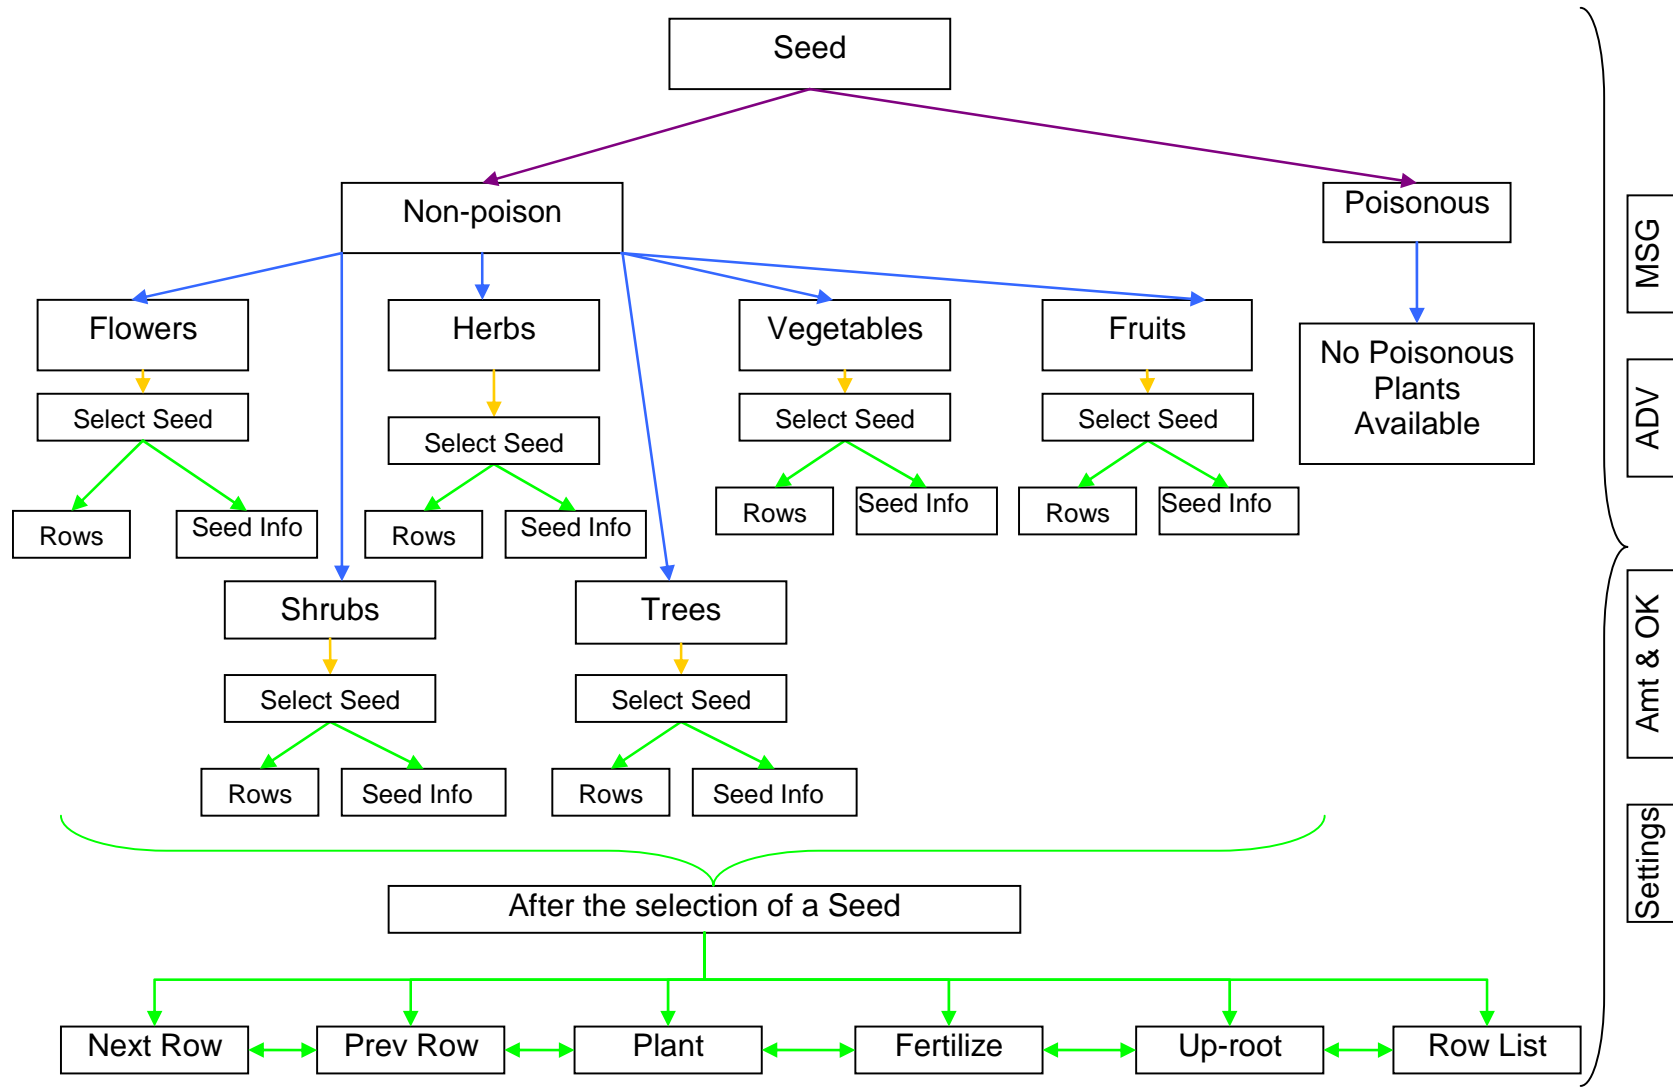 Seed
Non-poison
Poisonous
Flowers
Herbs
Vegetables
Fruits
No Poisonous
Plants
Available
Select Seed
Select Seed
Select Seed
Select Seed
Rows
Seed Info
Rows
Seed Info
Rows
Seed Info
Rows
Seed Info
Shrubs
Trees
Select Seed
Select Seed
Rows
Seed Info
Rows
Seed Info
After the selection of a Seed
Next Row
Prev Row
Plant
Fertilize
Up-root
Row List
MSG
ADV
Amt & OK
Settings